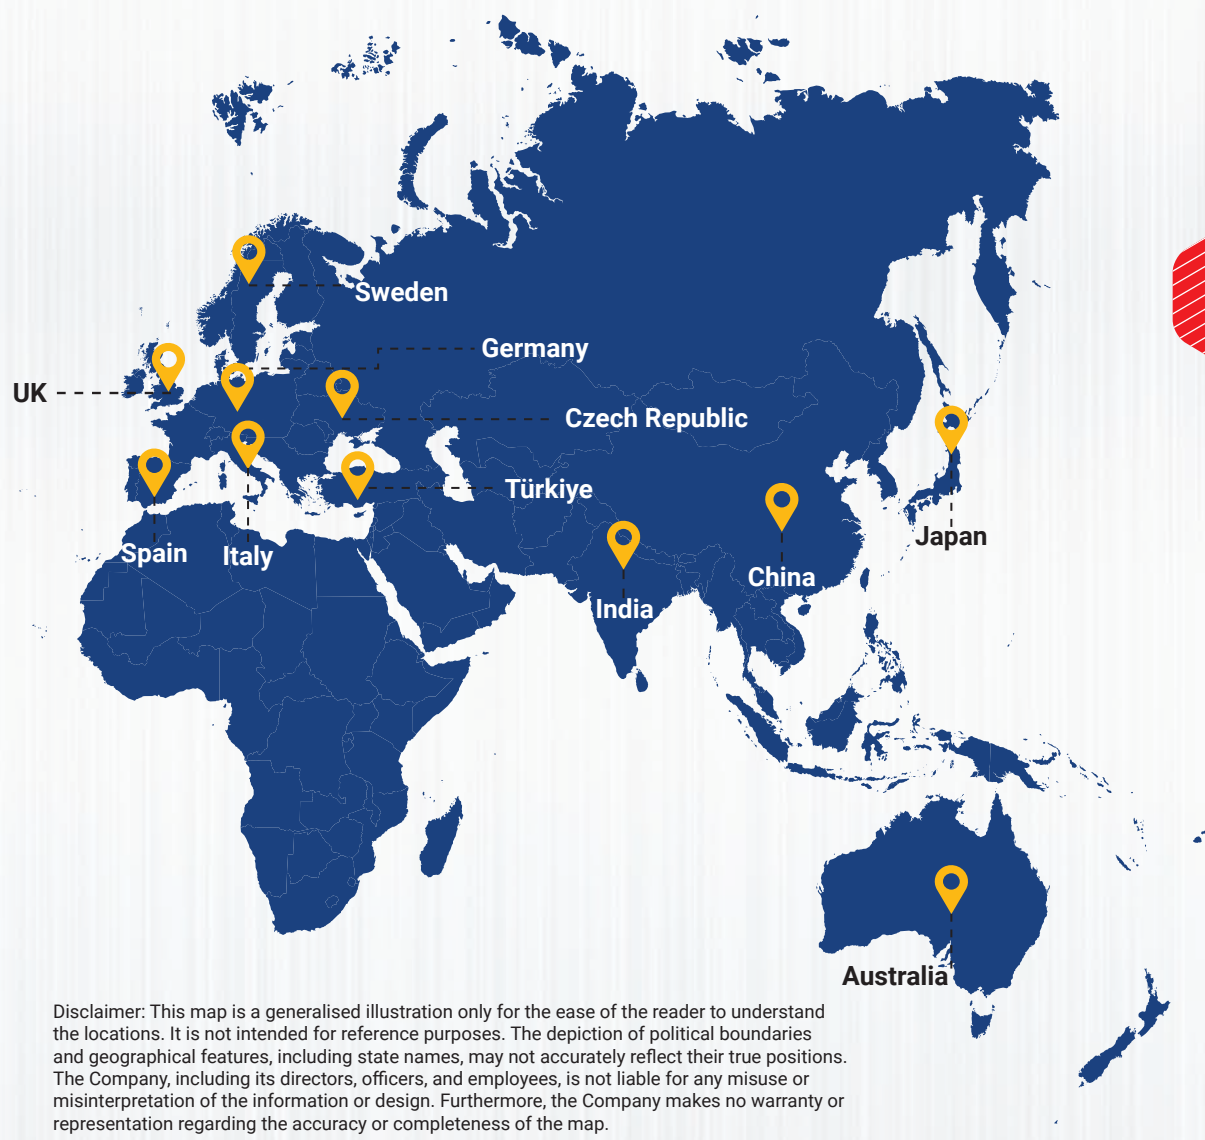 Sweden
Germany
UK
Czech Republic
Türkiye
Japan
Spain
Italy
China
India
Australia
Disclaimer: This map is a generalised illustration only for the ease of the reader to understand
the locations. It is not intended for reference purposes. The depiction of political boundaries
and geographical features, including state names, may not accurately reflect their true positions.
The Company, including its directors, officers, and employees, is not liable for any misuse or
misinterpretation of the information or design. Furthermore, the Company makes no warranty or
representation regarding the accuracy or completeness of the map.